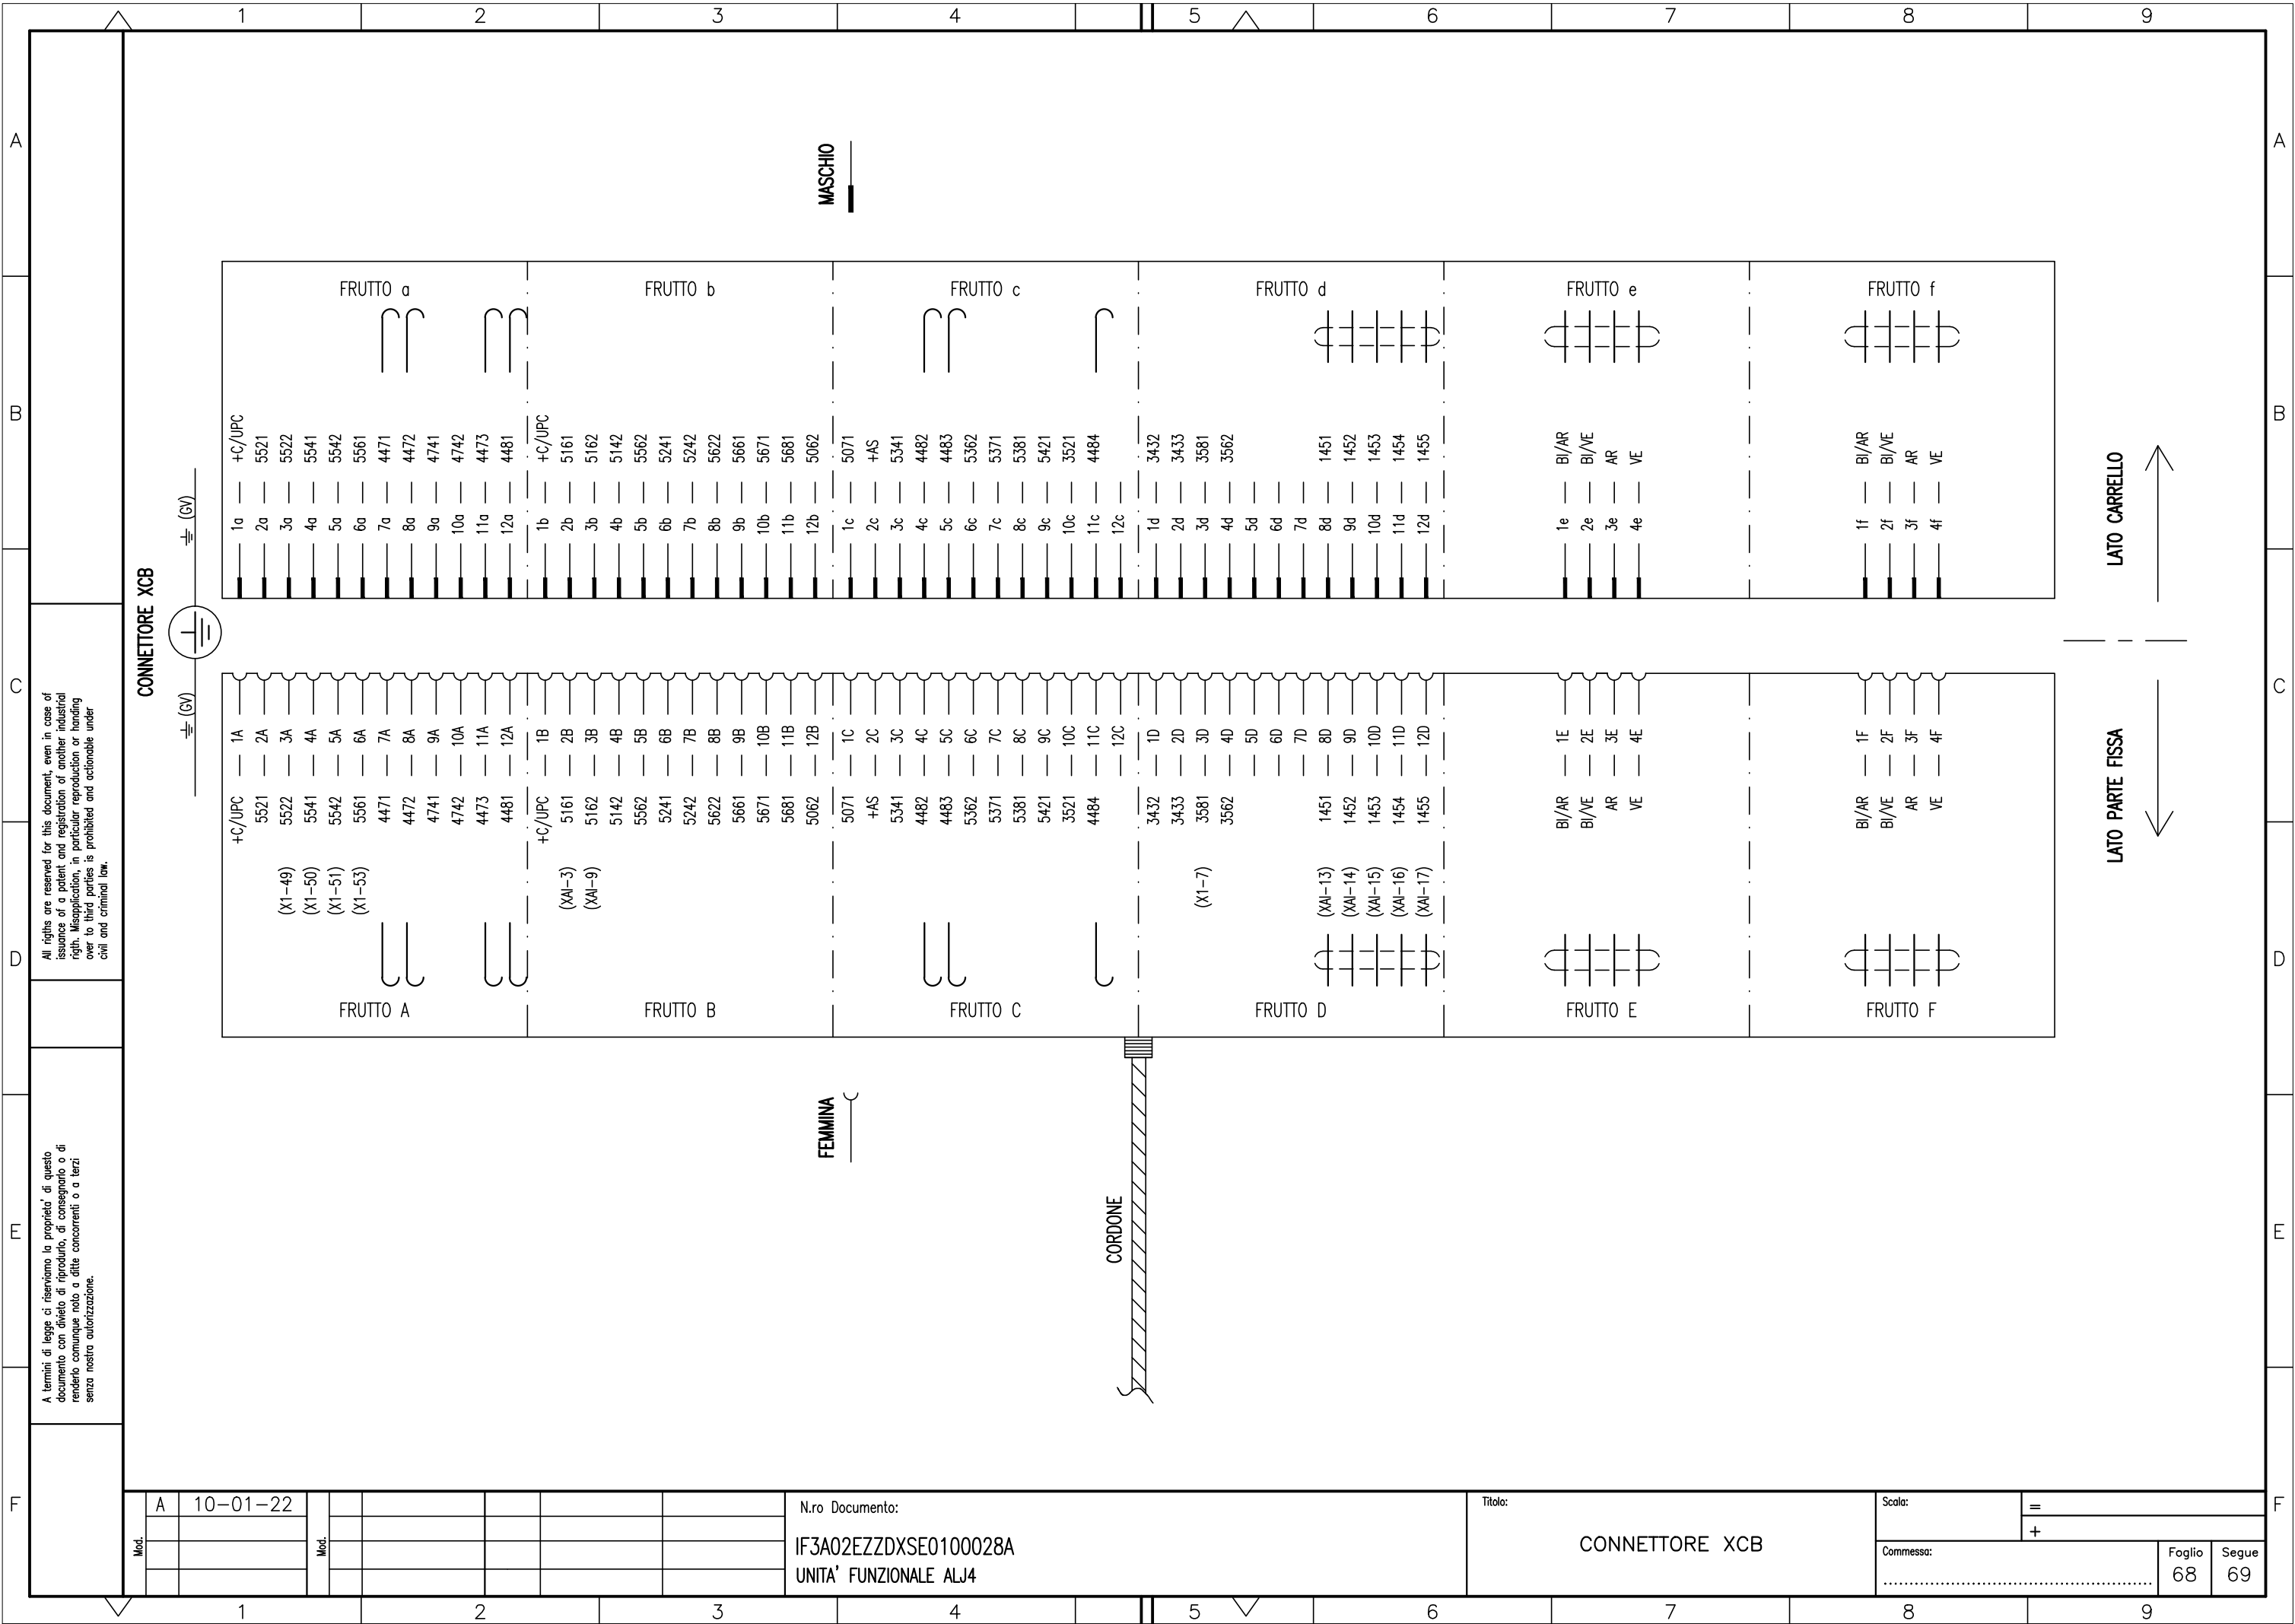 1 2 3 4 5 6 7 8 9
A A
B B
C C
D D
E E
F F
MASCHIO
FRUTTO a FRUTTO b FRUTTO c FRUTTO d FRUTTO e FRUTTO f
+C/UPC 5521 5522 5541 5542 5561 4471 4472 4741 4742 4473 4481
+C/UPC 5161 5162 5142 5562 5241 5242 5622 5661 5671 5681 5062
5071 +AS 5341 4482 4483 5362 5371 5381 5421 3521 4484
3432 3433 3581 3562 1451 1452 1453 1454 1455
BI/AR BI/VE AR VE
BI/AR BI/VE AR VE
(GV)
1a 2a 3a 4a 5a 6a 7a 8a 9a 10a 11a 12a
1b 2b 3b 4b 5b 6b 7b 8b 9b 10b 11b 12b
1c 2c 3c 4c 5c 6c 7c 8c 9c 10c 11c 12c
1d 2d 3d 4d 5d 6d 7d 8d 9d 10d 11d 12d
1e 2e 3e 4e
1f 2f 3f 4f
LATO CARRELLO
CONNETTORE XCB
(GV)
1A 2A 3A 4A 5A 6A 7A 8A 9A 10A 11A 12A
1B 2B 3B 4B 5B 6B 7B 8B 9B 10B 11B 12B
1C 2C 3C 4C 5C 6C 7C 8C 9C 10C 11C 12C
1D 2D 3D 4D 5D 6D 7D 8D 9D 10D 11D 12D
1E 2E 3E 4E
1F 2F 3F 4F
+C/UPC 5521 5522 5541 5542 5561 4471 4472 4741 4742 4473 4481
+C/UPC 5161 5162 5142 5562 5241 5242 5622 5661 5671 5681 5062
5071 +AS 5341 4482 4483 5362 5371 5381 5421 3521 4484
3432 3433 3581 3562 1451 1452 1453 1454 1455
BI/AR BI/VE AR VE
BI/AR BI/VE AR VE
LATO PARTE FISSA
(X1-49) (X1-50) (X1-51) (X1-53)
(XAI-3) (XAI-9)
(X1-7)
(XAI-13) (XAI-14) (XAI-15) (XAI-16) (XAI-17)
FRUTTO A FRUTTO B FRUTTO C FRUTTO D FRUTTO E FRUTTO F
FEMMINA
CORDONE
All rigths are reserved for this document, even in case of
issuance of a patent and registration of another industrial
rigth. Misapplication, in particular reproduction or handing
over to third parties is prohibited and actionable under
civil and criminal law.
A termini di legge ci riserviamo la proprieta' di questo
documento con divieto di riprodurlo, di consegnarlo o di
renderlo comunque noto a ditte concorrenti o a terzi
senza nostra autorizzazione.
A 10-01-22
Mod. Mod.
N.ro Documento:
IF3A02EZZDXSE0100028A
UNITA' FUNZIONALE ALJ4
Titolo:
CONNETTORE XCB
Scala:
=
+
Commessa:
Foglio
68
Segue
69
1 2 3 4 5 6 7 8 9